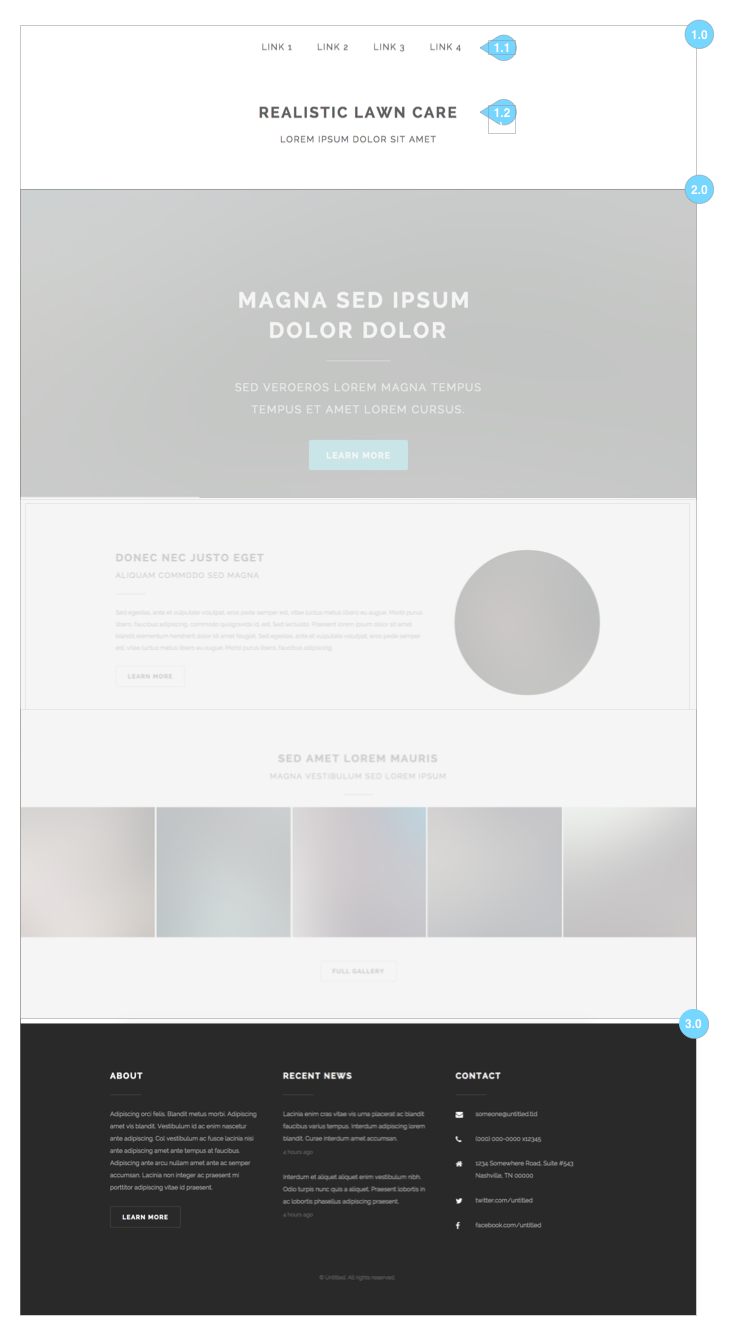 1.0
LINK 1 LINK 2 LINK 3 LINK 4 1.1
REALISTIC LAWN CARE 1.2
LOREM IPSUM DOLOR SIT AMET
2.0
MAGNA SED IPSUM
DOLOR DOLOR
SED VEROEROS LOREM MAGNA TEMPUS
TEMPUS ET AMET LOREM CURSUS.
LEARN MORE
DONEC NEC JUSTO EGET
ALIQUAM COMMODO SED MAGNA
Sed egestas, ante et vulputate volutpat, eros pede semper est, vitae luctus metus libero eu augue. Morbi purus
libero, faucibus adipiscing, commodo quis, gravida id, est. Sed lectus. Praesent lorem ipsum dolor sit amet
blandit elementum hendrerit dolor sit amet feugiat. Sed egestas, ante et vulputate volutpat, eros pede semper
est, vitae luctus metus libero eu augue. Morbi purus libero, faucibus adipiscing.
LEARN MORE
SED AMET LOREM MAURIS
MAGNA VESTIBULUM SED LOREM IPSUM
FULL GALLERY
3.0
ABOUT
Adipiscing orci felis. Blandit metus morbi. Adipiscing
amet vis blandit. Vestibulum id ac enim nascetur
ante adipiscing. Col vestibulum ac fusce lacinia nisi
ante adipiscing amet ante tempus at faucibus.
Adipiscing ante arcu nullam amet ante ac semper
accumsan. Lacinia non integer ac praesent mi
porttitor adipiscing vitae id praesent.
LEARN MORE
RECENT NEWS
Lacinia enim cras vitae vis urna placerat ac blandit
faucibus varius tempus. Interdum adipiscing lorem
blandit. Curae interdum amet accumsan.
4 hours ago
Interdum et aliquet aliquet enim vestibulum nibh.
Odio turpis nunc quis a aliquet. Praesent lobortis in
ac lobortis phasellus adipiscing praesent.
4 hours ago
CONTACT
someone@untitled.tld
(000) 000-0000 x12345
1234 Somewhere Road, Suite #543
Nashville, TN 00000
twitter.com/untitled
facebook.com/untitled
© Untitled. All rights reserved.